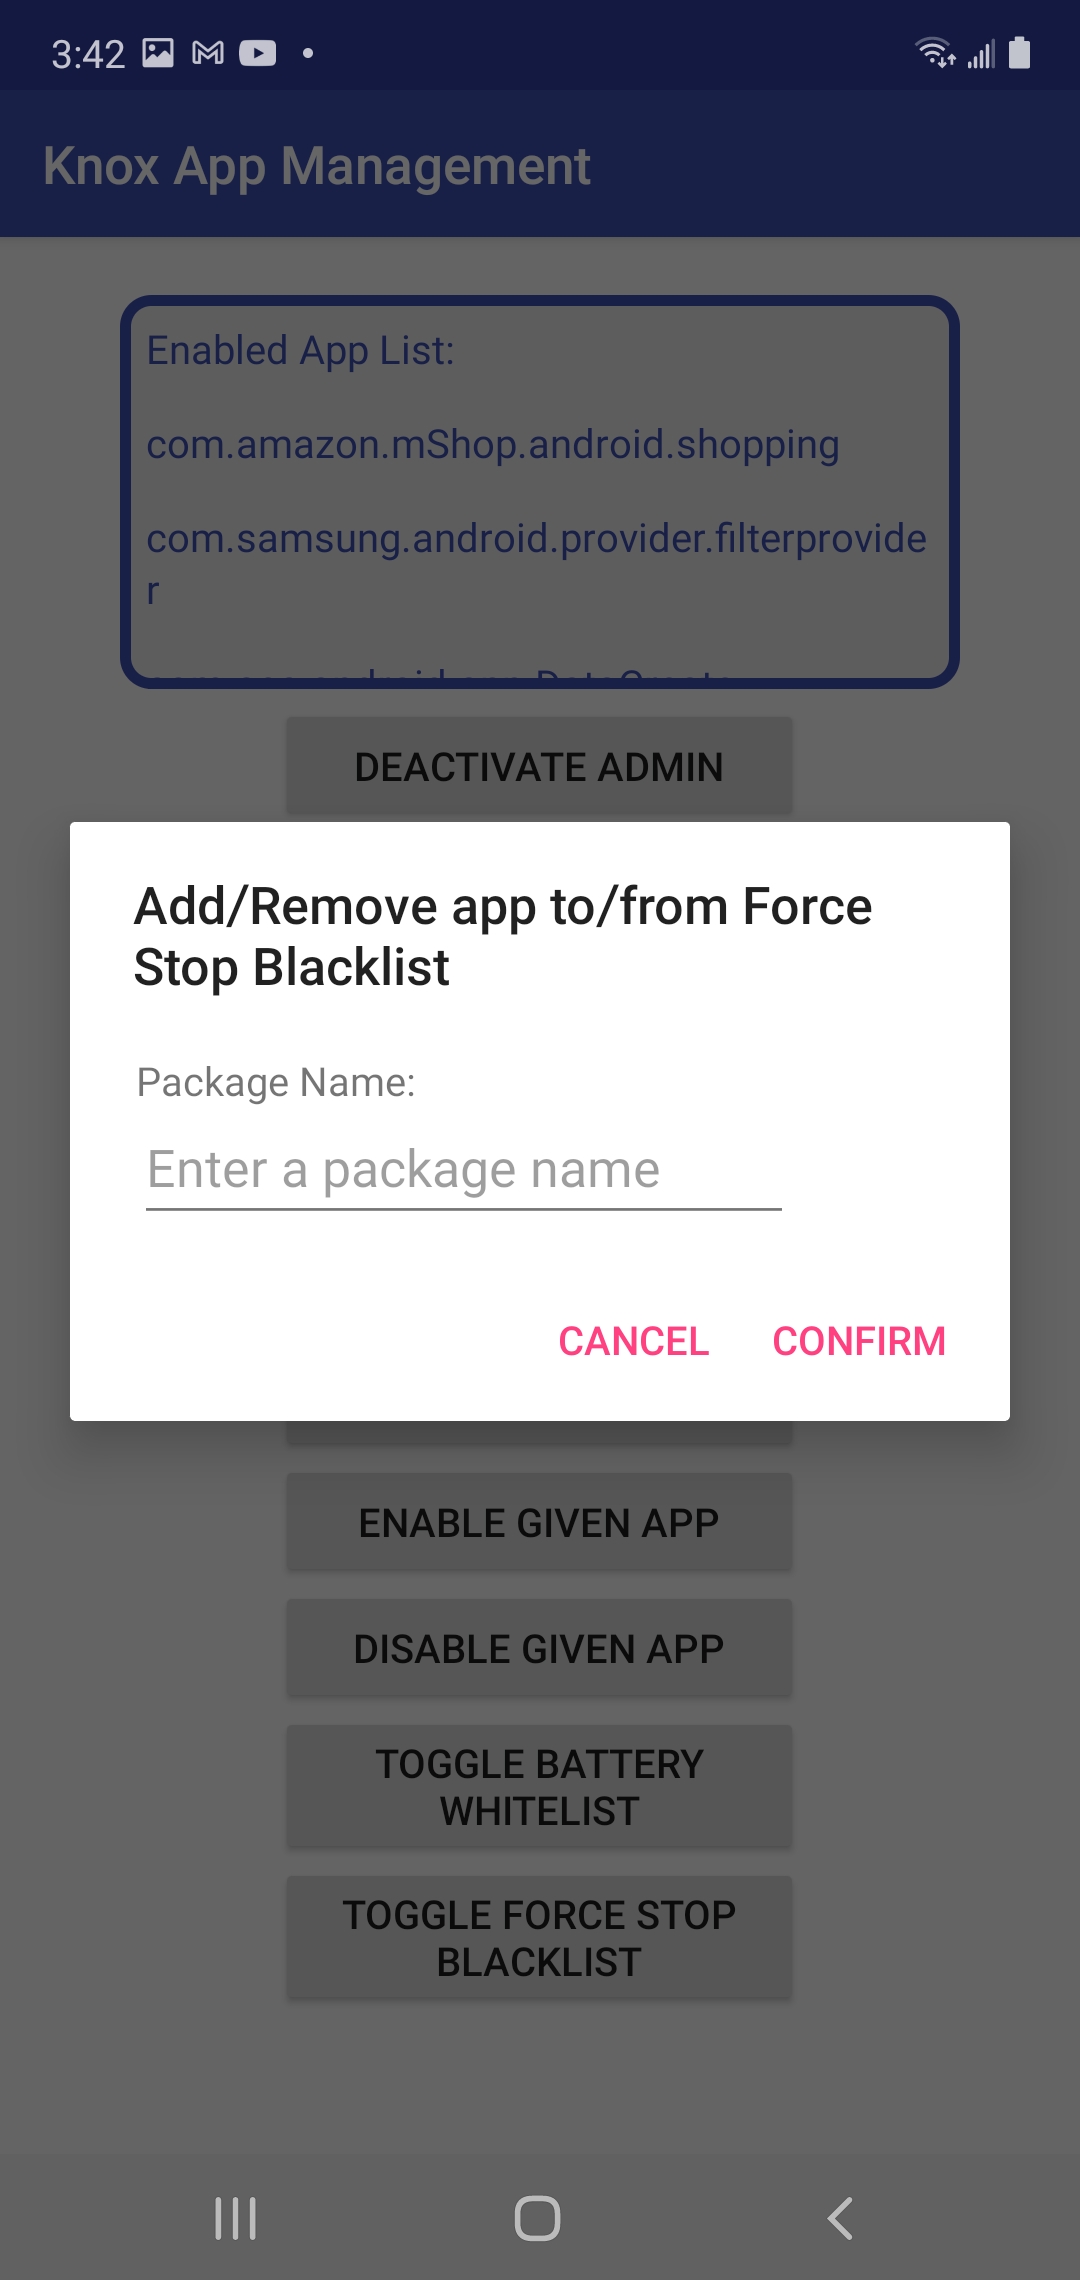 3:42
Knox App Management
Enabled App List:
com.amazon.mShop.android.shopping
com.samsung.android.provider.filterprovide
r
DEACTIVATE ADMIN
Add/Remove app to/from Force
Stop Blacklist
Package Name:
Enter a package name
CANCEL CONFIRM
ENABLE GIVEN APP
DISABLE GIVEN APP
TOGGLE BATTERY
WHITELIST
TOGGLE FORCE STOP
BLACKLIST